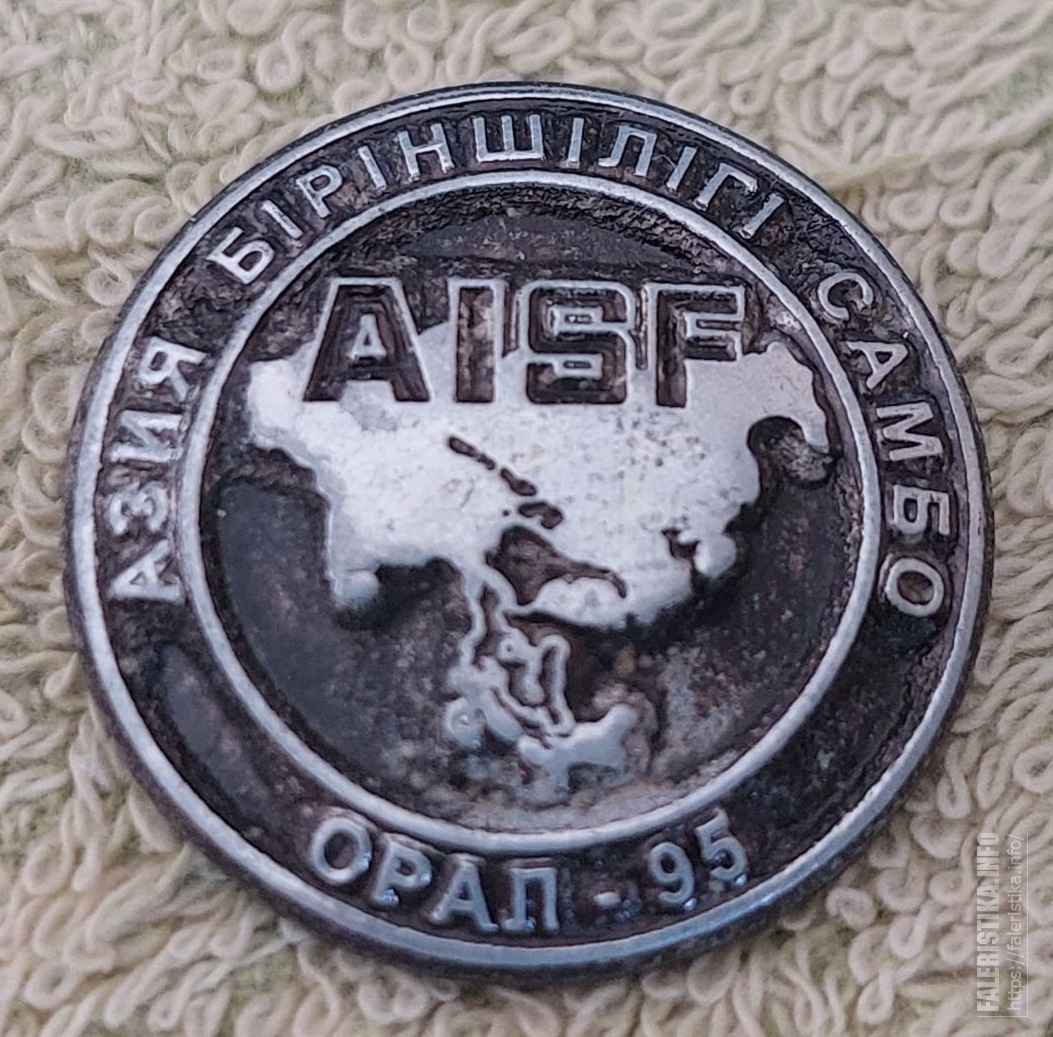 АЗИЯ БІРІНШІЛІГІ САМБО
AISF
ОРАЛ - 95
FALERISTIKA.INFO
https://faleristika.info/